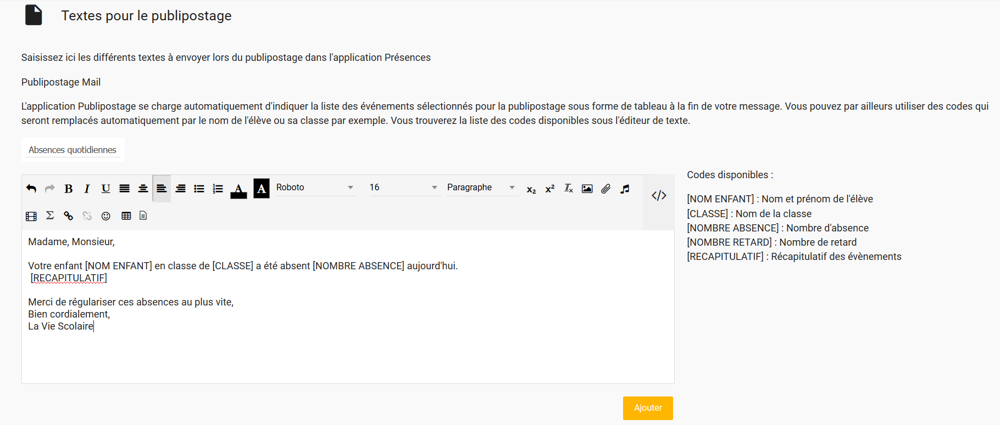 Textes pour le publipostage
Saisissez ici les différents textes à envoyer lors du publipostage dans l'application Présences
Publipostage Mail
L'application Publipostage se charge automatiquement d'indiquer la liste des événements sélectionnés pour la publipostage sous forme de tableau à la fin de votre message. Vous pouvez par ailleurs utiliser des codes qui
seront remplacés automatiquement par le nom de l'élève ou sa classe par exemple. Vous trouverez la liste des codes disponibles sous l'éditeur de texte.
Absences quotidiennes
B I U A A Roboto 16 Paragraphe x₂ x² Tx </>
Σ
Madame, Monsieur,
Votre enfant [NOM ENFANT] en classe de [CLASSE] a été absent [NOMBRE ABSENCE] aujourd'hui.
[RECAPITULATIF]
Merci de régulariser ces absences au plus vite,
Bien cordialement,
La Vie Scolaire
Codes disponibles :
[NOM ENFANT] : Nom et prénom de l'élève
[CLASSE] : Nom de la classe
[NOMBRE ABSENCE] : Nombre d'absence
[NOMBRE RETARD] : Nombre de retard
[RECAPITULATIF] : Récapitulatif des évènements
Ajouter